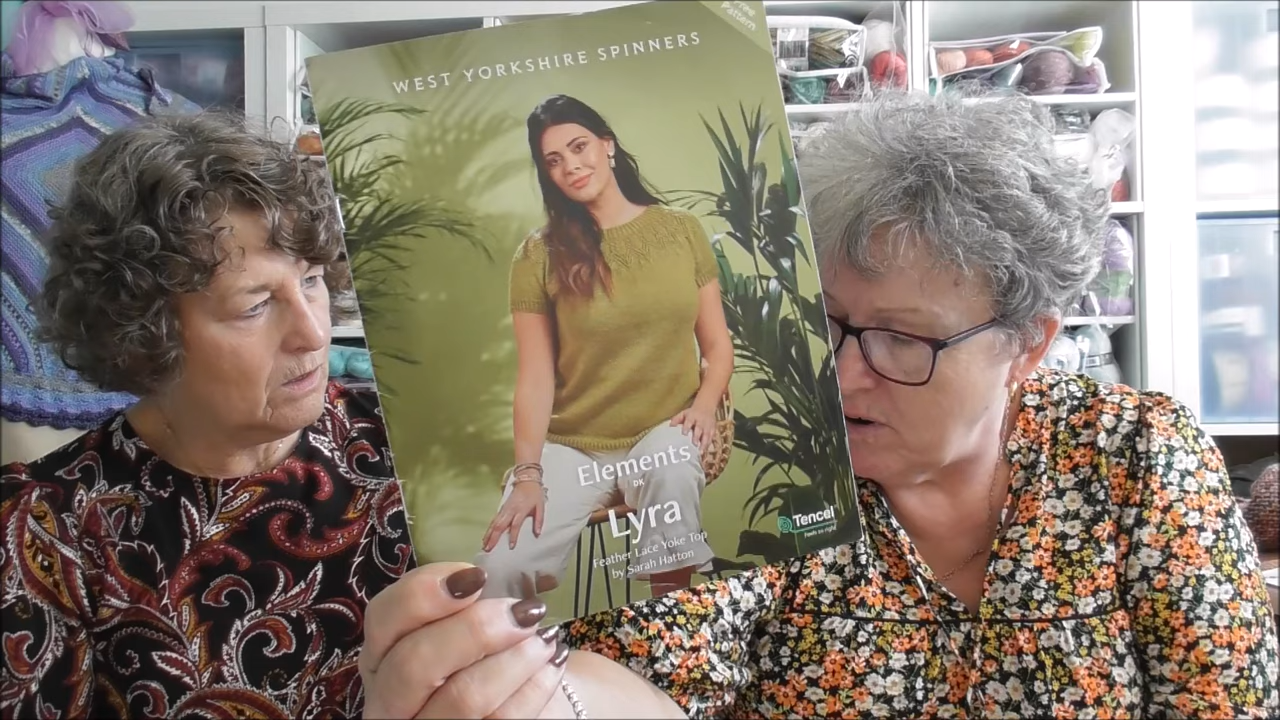 Free
Pattern
WEST YORKSHIRE SPINNERS
Elements
DK
Lyra
Feather Lace Yoke Top
by Sarah Hatton
Tencel